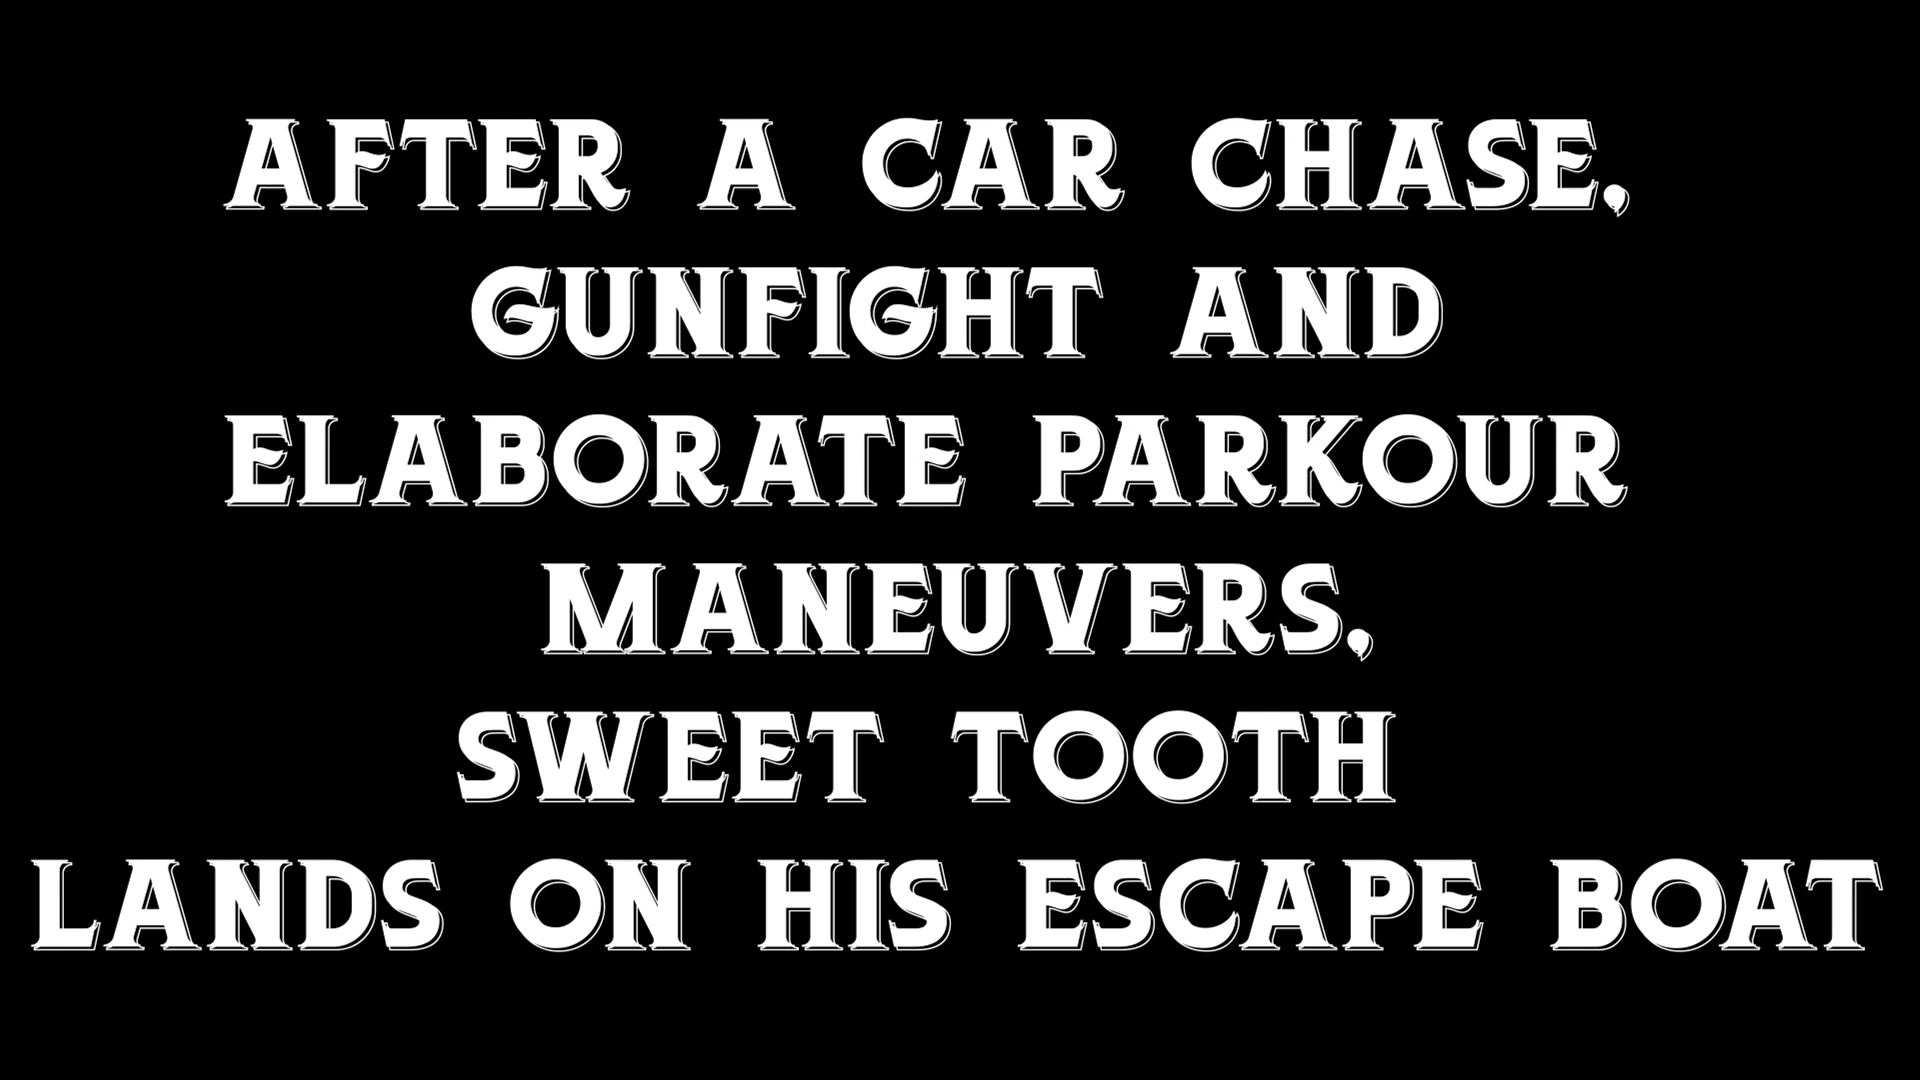 AFTER A CAR CHASE,
GUNFIGHT AND
ELABORATE PARKOUR
MANEUVERS,
SWEET TOOTH
LANDS ON HIS ESCAPE BOAT